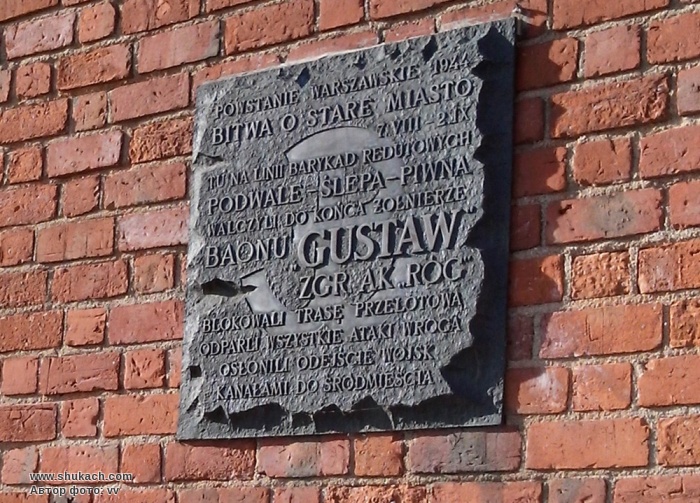 POWSTANIE WARSZAWSKIE 1944
BITWA O STARE MIASTO
7.VIII - 2.IX
TU NA LINII BARYKAD REDUTOWYCH
PODWALE - ŚLEPA - PIWNA
WALCZYLI DO KOŃCA ŻOŁNIERZE
BAONU "GUSTAW"
ZGR. AK "RÓG"
BLOKOWALI TRASĘ PRZELOTOWĄ
ODPARLI WSZYSTKIE ATAKI WROGA
OSŁONILI ODEJŚCIE WOJSK
KANAŁAMI DO ŚRÓDMIEŚCIA
www.shukach.com
Автор фото: vv